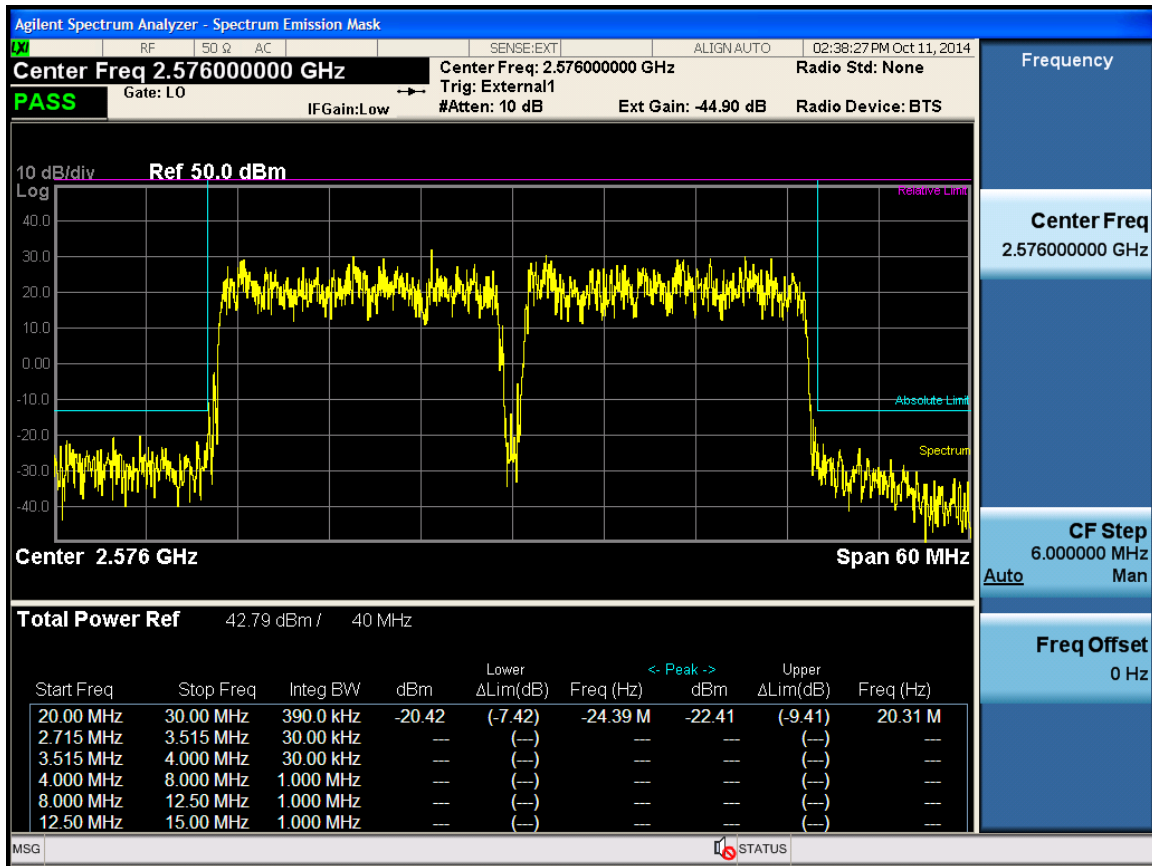 Agilent Spectrum Analyzer - Spectrum Emission Mask
LXI RF 50 Ω AC SENSE:EXT ALIGN AUTO 02:38:27 PM Oct 11, 2014
Center Freq 2.576000000 GHz Center Freq: 2.576000000 GHz Radio Std: None
PASS Gate: LO Trig: External1
IFGain:Low #Atten: 10 dB Ext Gain: -44.90 dB Radio Device: BTS
10 dB/div Ref 50.0 dBm
Log
Relative Limit
40.0
30.0
20.0
10.0
0.00
-10.0
Absolute Limit
-20.0
Spectrum
-30.0
-40.0
Center 2.576 GHz Span 60 MHz
Total Power Ref 42.79 dBm / 40 MHz
Lower <- Peak -> Upper
Start Freq Stop Freq Integ BW dBm ΔLim(dB) Freq (Hz) dBm ΔLim(dB) Freq (Hz)
20.00 MHz 30.00 MHz 390.0 kHz -20.42 (-7.42) -24.39 M -22.41 (-9.41) 20.31 M
2.715 MHz 3.515 MHz 30.00 kHz --- (---) --- --- (---) ---
3.515 MHz 4.000 MHz 30.00 kHz --- (---) --- --- (---) ---
4.000 MHz 8.000 MHz 1.000 MHz --- (---) --- --- (---) ---
8.000 MHz 12.50 MHz 1.000 MHz --- (---) --- --- (---) ---
12.50 MHz 15.00 MHz 1.000 MHz --- (---) --- --- (---) ---
MSG STATUS
Frequency
Center Freq
2.576000000 GHz
CF Step
6.000000 MHz
Auto Man
Freq Offset
0 Hz